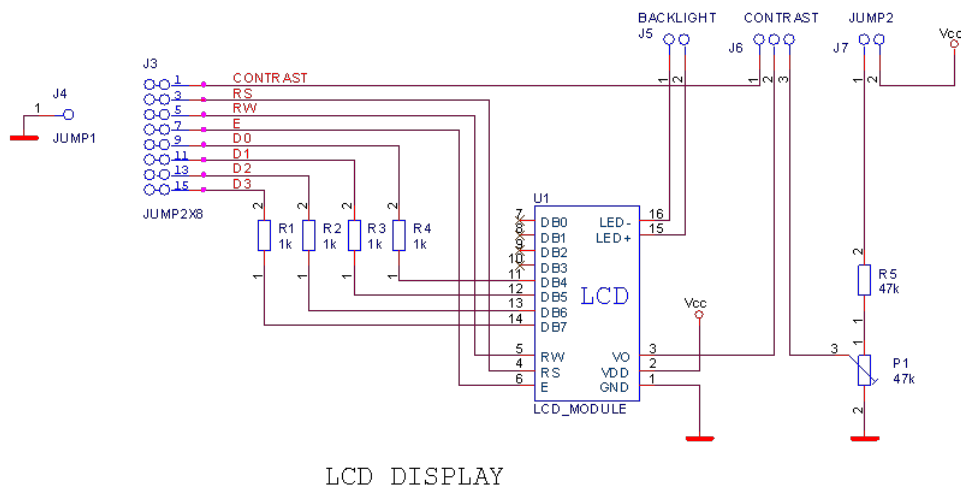 BACKLIGHT CONTRAST JUMP2
J5 J6 J7 Vcc
1 2 1 2 3 1 2
J3
J4
1
JUMP1
1 CONTRAST
3 RS
5 RW
7 E
9 D0
11 D1
13 D2
15 D3
JUMP2X8
2 2 2 2
R1 1k
R2 1k
R3 1k
R4 1k
1 1 1 1
U1
7 DB0
8 DB1
9 DB2
10 DB3
11 DB4
12 DB5
13 DB6
14 DB7
5 RW
4 RS
6 E
LCD
LED- 16
LED+ 15
VO 3
VDD 2
GND 1
LCD_MODULE
Vcc
2
R5
47k
1
1
3
P1
47k
2
LCD DISPLAY